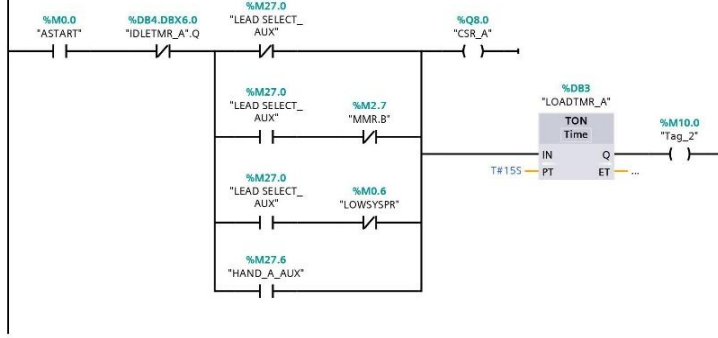 %M0.0
"ASTART"
%DB4.DBX6.0
"IDLETMR_A".Q
%M27.0
"LEAD SELECT_
AUX"
%Q8.0
"CSR_A"
%M27.0
"LEAD SELECT_
AUX"
%M2.7
"MMR.B"
%DB3
"LOADTMR_A"
TON
Time
IN
Q
T#15S
PT
ET
...
%M10.0
"Tag_2"
%M27.0
"LEAD SELECT_
AUX"
%M0.6
"LOWSYSPR"
%M27.6
"HAND_A_AUX"